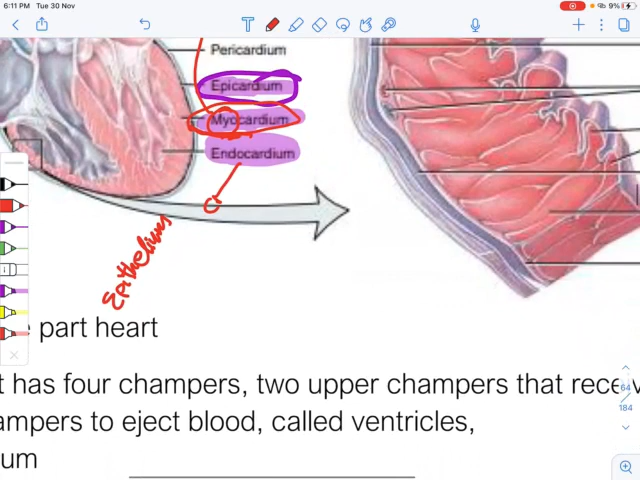 6:11 PM Tue 30 Nov
9%
Pericardium
Epicardium
Myocardium
Endocardium
Epithelium
part heart
t has four champers, two upper champers that rece
ampers to eject blood, called ventricles,
um
64
184